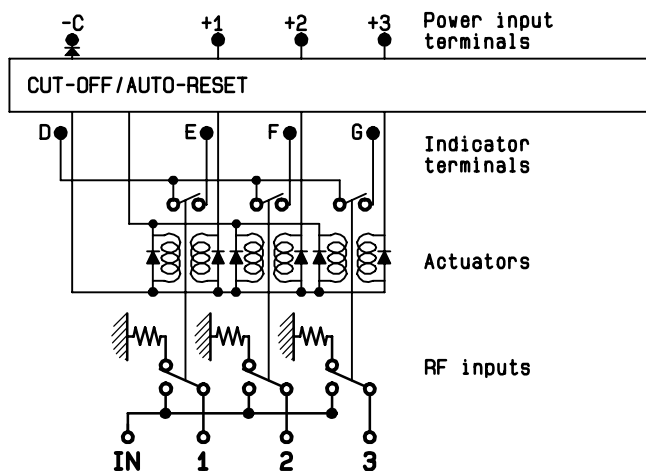 -C +1 +2 +3 Power input
terminals
CUT-OFF/AUTO-RESET
D E F G Indicator
terminals
Actuators
RF inputs
IN 1 2 3